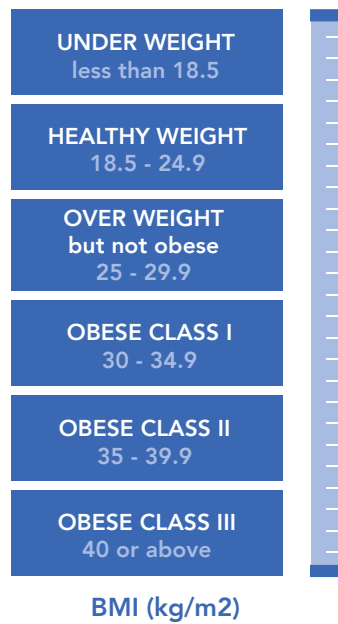 UNDER WEIGHT
less than 18.5
HEALTHY WEIGHT
18.5 - 24.9
OVER WEIGHT
but not obese
25 - 29.9
OBESE CLASS I
30 - 34.9
OBESE CLASS II
35 - 39.9
OBESE CLASS III
40 or above
BMI (kg/m2)